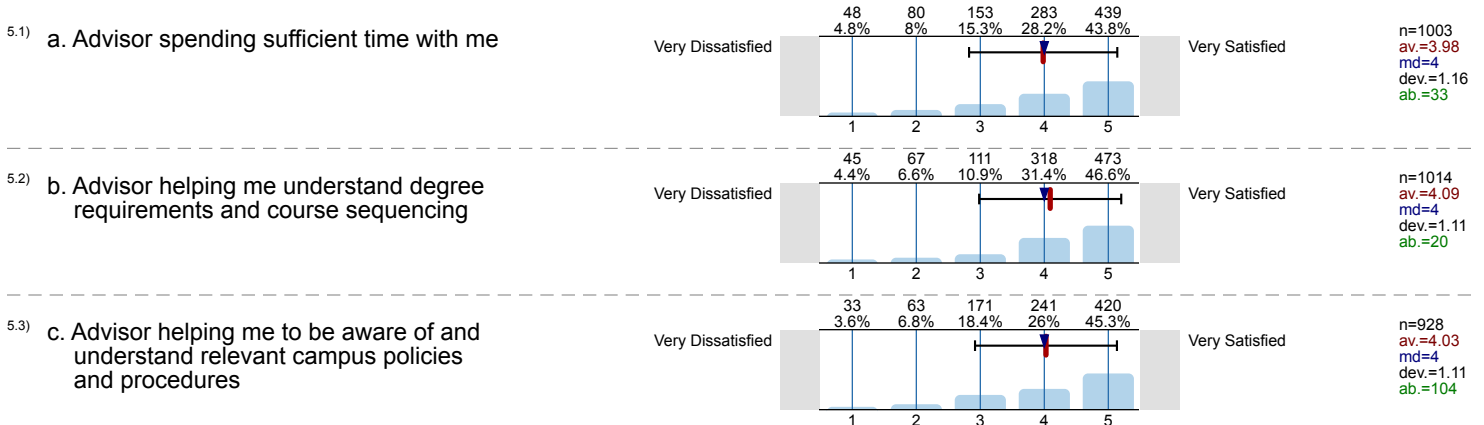 48 80 153 283 439
4.8% 8% 15.3% 28.2% 43.8%
5.1) a. Advisor spending sufficient time with me
Very Dissatisfied
Very Satisfied
n=1003
av.=3.98
md=4
dev.=1.16
ab.=33
1 2 3 4 5
45 67 111 318 473
4.4% 6.6% 10.9% 31.4% 46.6%
5.2) b. Advisor helping me understand degree
requirements and course sequencing
Very Dissatisfied
Very Satisfied
n=1014
av.=4.09
md=4
dev.=1.11
ab.=20
1 2 3 4 5
33 63 171 241 420
3.6% 6.8% 18.4% 26% 45.3%
5.3) c. Advisor helping me to be aware of and
understand relevant campus policies
and procedures
Very Dissatisfied
Very Satisfied
n=928
av.=4.03
md=4
dev.=1.11
ab.=104
1 2 3 4 5